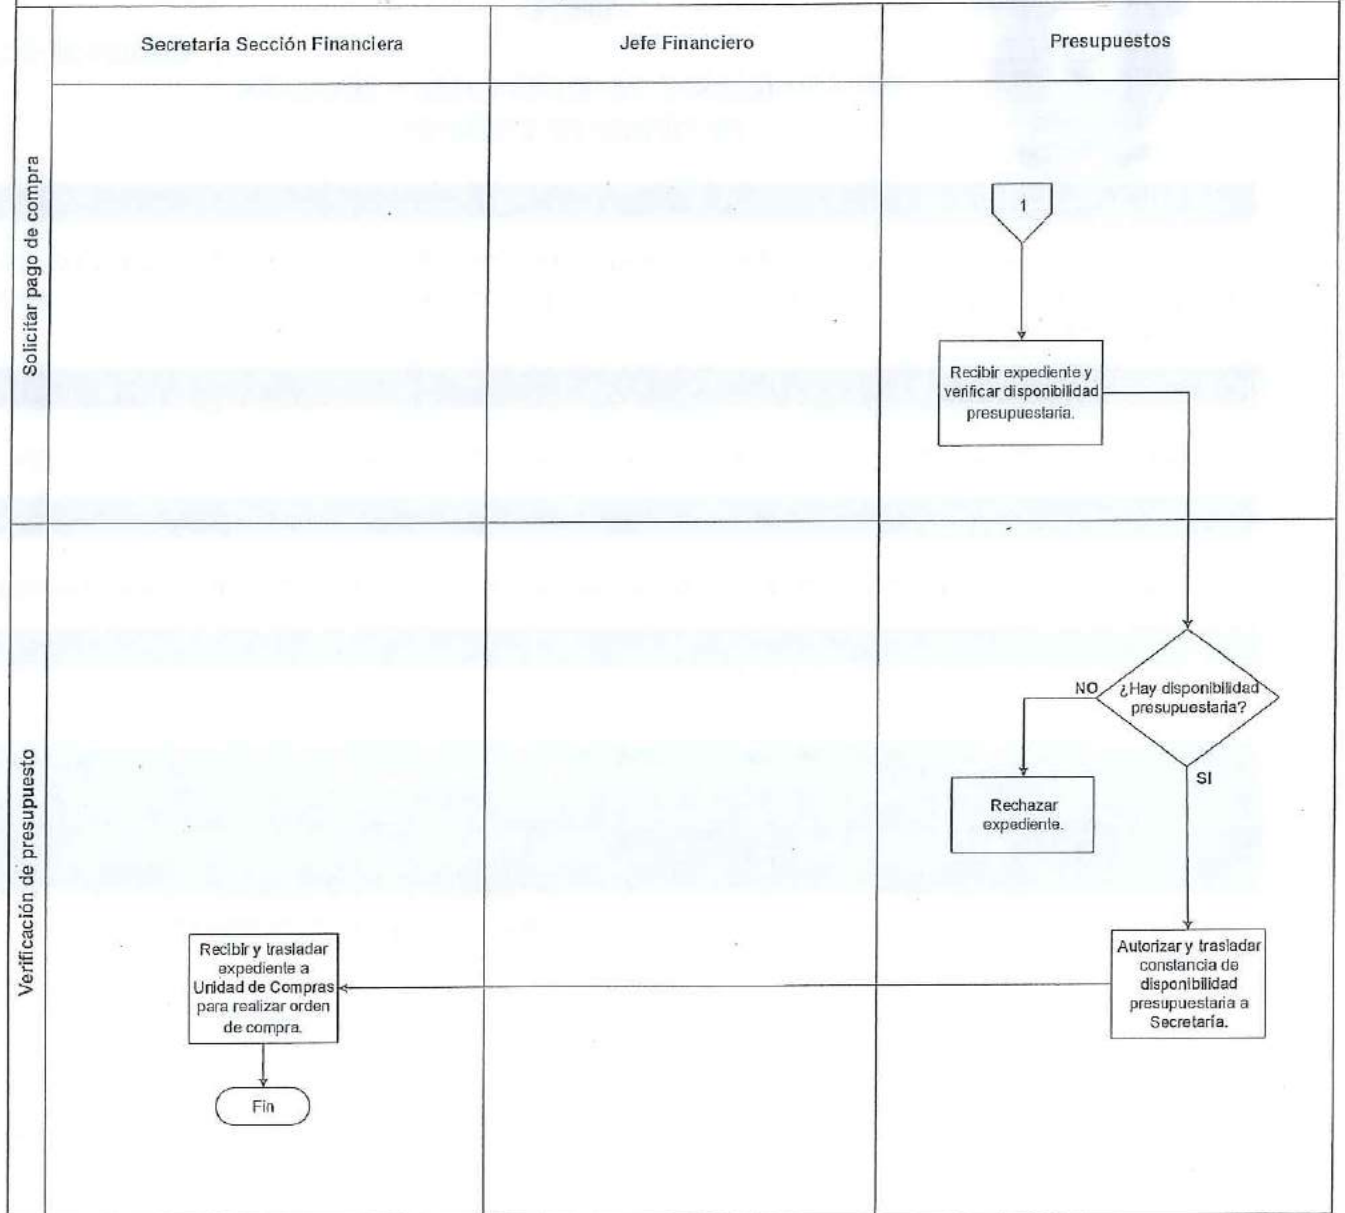 Secretaría Sección Financiera
Jefe Financiero
Presupuestos
Solicitar pago de compra
1
Recibir expediente y
verificar disponibilidad
presupuestaria.
Verificación de presupuesto
¿Hay disponibilidad
presupuestaria?
NO
SI
Rechazar
expediente.
Autorizar y trasladar
constancia de
disponibilidad
presupuestaria a
Secretaría.
Recibir y trasladar
expediente a
Unidad de Compras
para realizar orden
de compra.
Fin